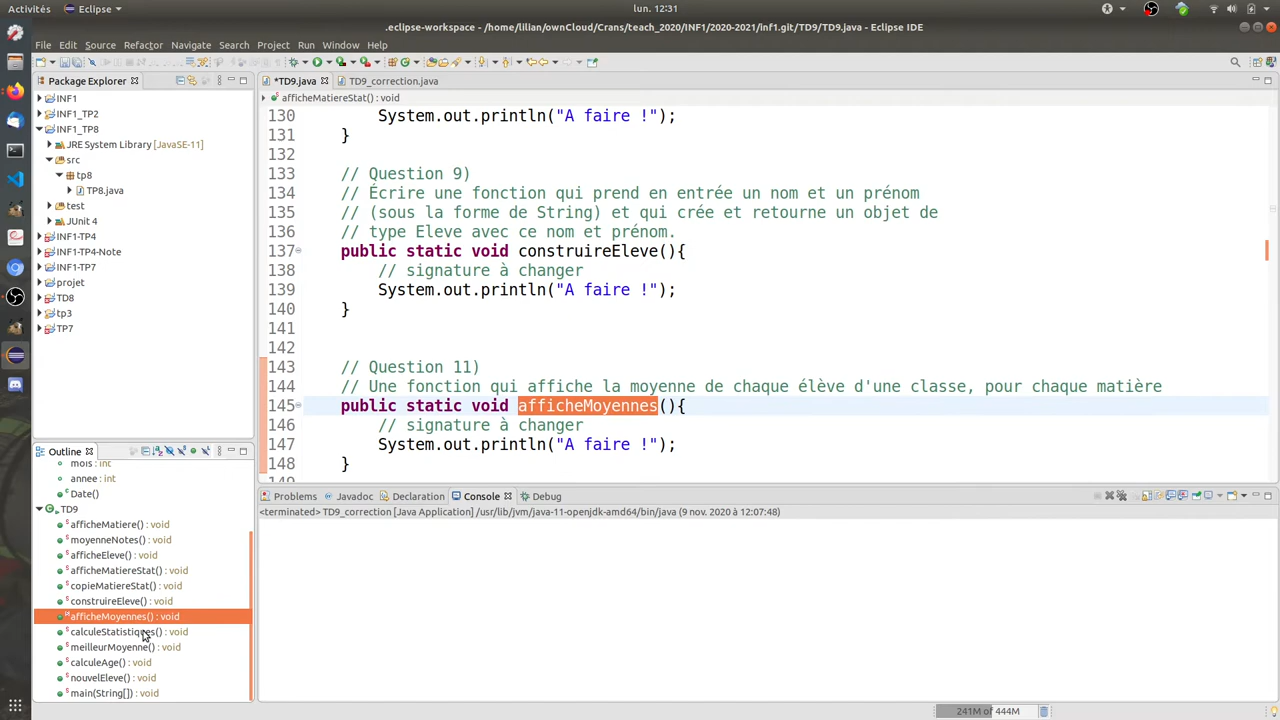 Activités
Eclipse
lun. 12:31
.eclipse-workspace - /home/lilian/ownCloud/Crans/teach_2020/INF1/2020-2021/inf1.git/TD9/TD9.java - Eclipse IDE
File Edit Source Refactor Navigate Search Project Run Window Help
Package Explorer
INF1
INF1_TP2
INF1_TP8
JRE System Library [JavaSE-11]
src
tp8
TP8.java
test
JUnit 4
INF1-TP4
INF1-TP4-Note
INF1-TP7
projet
TD8
tp3
TP7
Outline
mois : int
annee : int
Date()
TD9
afficheMatiere() : void
moyenneNotes() : void
afficheEleve() : void
afficheMatiereStat() : void
copieMatiereStat() : void
construireEleve() : void
afficheMoyennes() : void
calculeStatistiques() : void
meilleurMoyenne() : void
calculeAge() : void
nouvelEleve() : void
main(String[]) : void
*TD9.java
TD9_correction.java
afficheMatiereStat() : void
130 System.out.println("A faire !");
131 }
132
133 // Question 9)
134 // Écrire une fonction qui prend en entrée un nom et un prénom
135 // (sous la forme de String) et qui crée et retourne un objet de
136 // type Eleve avec ce nom et prénom.
137 public static void construireEleve(){
138 // signature à changer
139 System.out.println("A faire !");
140 }
141
142
143 // Question 11)
144 // Une fonction qui affiche la moyenne de chaque élève d'une classe, pour chaque matière
145 public static void afficheMoyennes(){
146 // signature à changer
147 System.out.println("A faire !");
148 }
Problems Javadoc Declaration Console Debug
<terminated> TD9_correction [Java Application] /usr/lib/jvm/java-11-openjdk-amd64/bin/java (9 nov. 2020 à 12:07:48)
241M of 444M